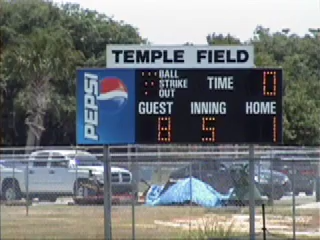 TEMPLE FIELD
PEPSI
BALL
STRIKE
OUT
TIME 0
GUEST INNING HOME
8 5 1